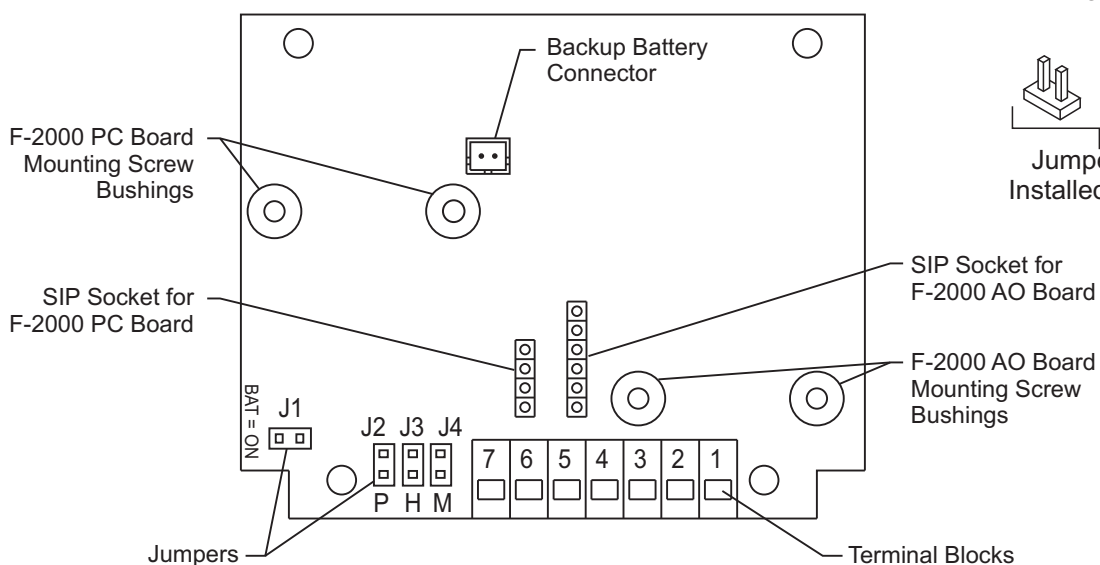 Backup Battery
Connector
F-2000 PC Board
Mounting Screw
Bushings
Installed
SIP Socket for
F-2000 AO Board
SIP Socket for
F-2000 PC Board
F-2000 AO Board
Mounting Screw
Bushings
BAT = ON
J1
J2 J3 J4
7 6 5 4 3 2 1
P H M
Jumpers
Terminal Blocks